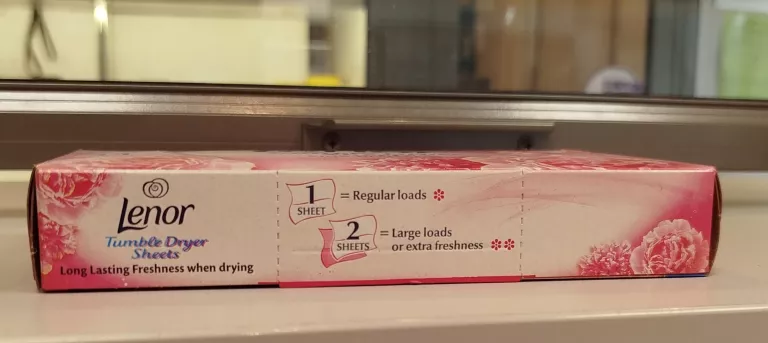 Lenor
Tumble Dryer
Sheets
Long Lasting Freshness when drying
1
SHEET
= Regular loads
2
SHEETS
= Large loads
or extra freshness